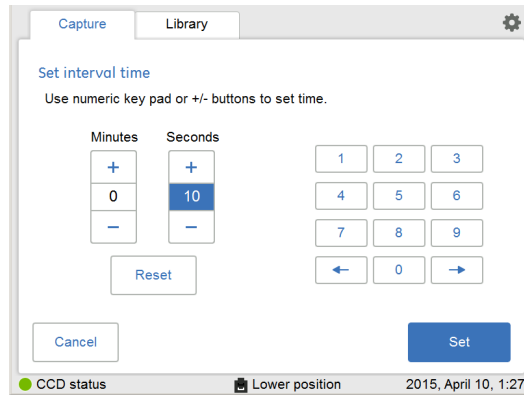 Capture Library
Set interval time
Use numeric key pad or +/- buttons to set time.
Minutes Seconds
+ +
0 10
− −
Reset
1 2 3
4 5 6
7 8 9
← 0 →
Cancel Set
CCD status Lower position 2015, April 10, 1:27